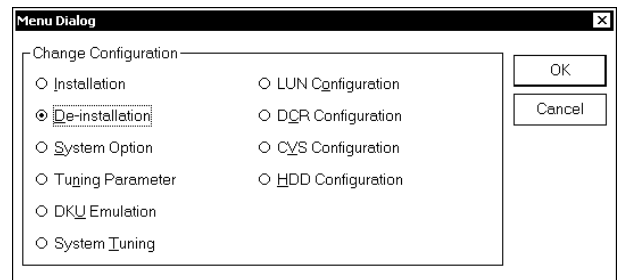 Menu Dialog
Change Configuration
Installation
De-installation
System Option
Tuning Parameter
DKU Emulation
System Tuning
LUN Configuration
DCR Configuration
CVS Configuration
HDD Configuration
OK
Cancel